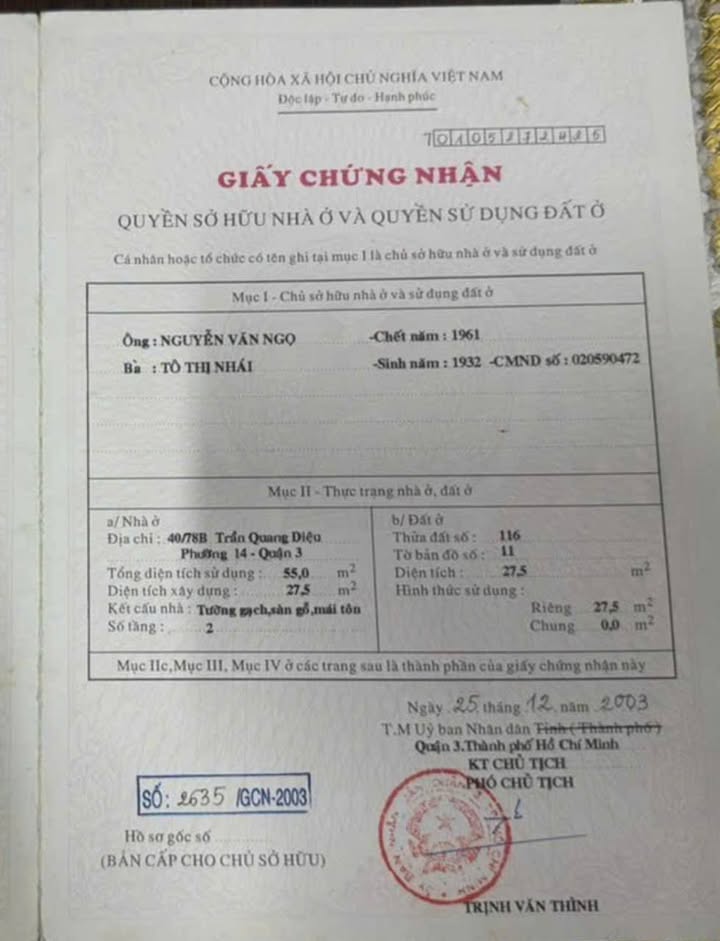 CỘNG HÒA XÃ HỘI CHỦ NGHĨA VIỆT NAM
Độc lập - Tự do - Hạnh phúc
GIẤY CHỨNG NHẬN
QUYỀN SỞ HỮU NHÀ Ở VÀ QUYỀN SỬ DỤNG ĐẤT Ở
Cá nhân hoặc tổ chức có tên ghi tại mục I là chủ sở hữu nhà ở và sử dụng đất ở
Mục I - Chủ sở hữu nhà ở và sử dụng đất ở
Ông : NGUYỄN VĂN NGỌ -Chết năm : 1961
Bà : TÔ THỊ NHÁI -Sinh năm : 1932 -CMND số : 020590472
Mục II - Thực trạng nhà ở, đất ở
a/ Nhà ở
Địa chỉ : 40/78B Trần Quang Diệu
Phường 14 - Quận 3
Tổng diện tích sử dụng : 55,0 m²
Diện tích xây dựng : 27,5 m²
Kết cấu nhà : Tường gạch,sàn gỗ,mái tôn
Số tầng : 2
b/ Đất ở
Thửa đất số : 116
Tờ bản đồ số : 11
Diện tích : 27,5 m²
Hình thức sử dụng :
Riêng 27,5 m²
Chung 0,0 m²
Mục IIc,Mục III, Mục IV ở các trang sau là thành phần của giấy chứng nhận này
Ngày 25 tháng 12 năm 2003
T.M Uỷ ban Nhân dân Tỉnh ( Thành phố )
Quận 3.Thành phố Hồ Chí Minh
KT CHỦ TỊCH
PHÓ CHỦ TỊCH
SỐ: 2635 /GCN-2003
Hồ sơ gốc số
(BẢN CẤP CHO CHỦ SỞ HỮU)
TRỊNH VĂN THÌNH